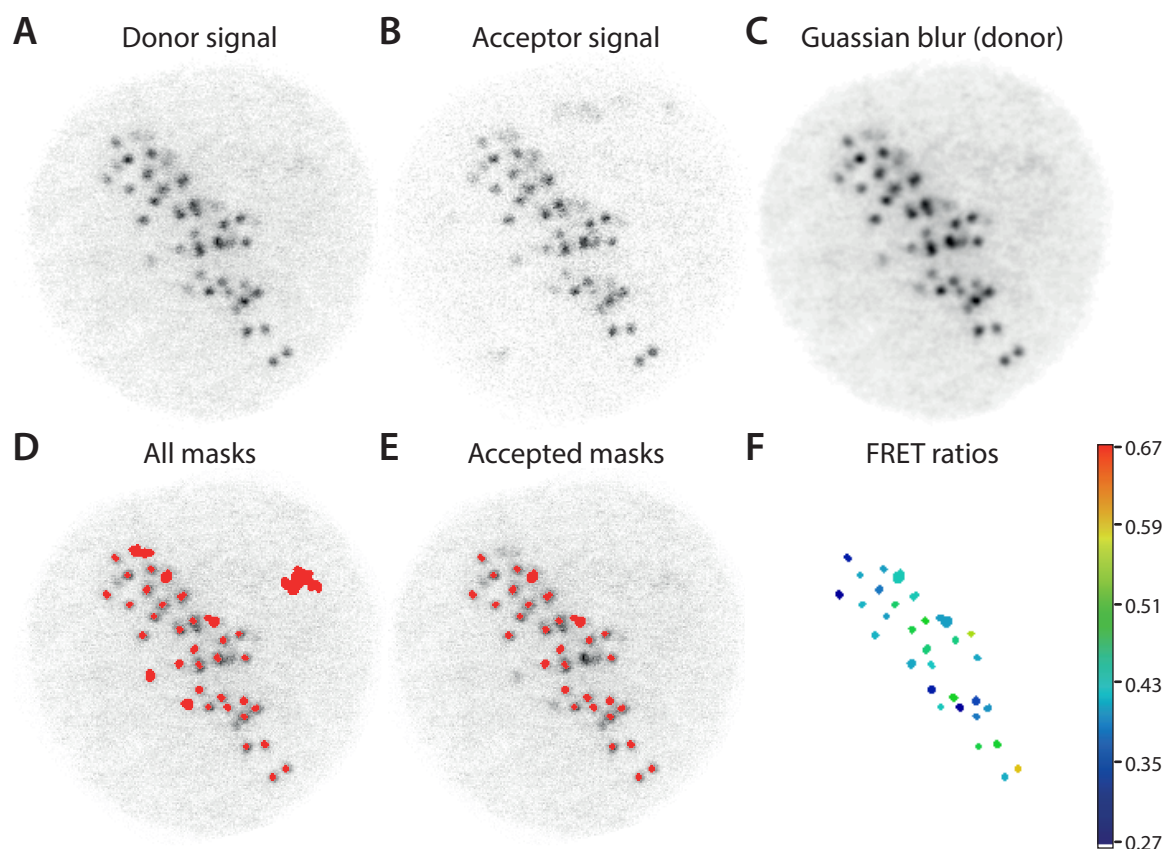 A Donor signal
B Acceptor signal
C Guassian blur (donor)
D All masks
E Accepted masks
F FRET ratios
0.67
0.59
0.51
0.43
0.35
0.27